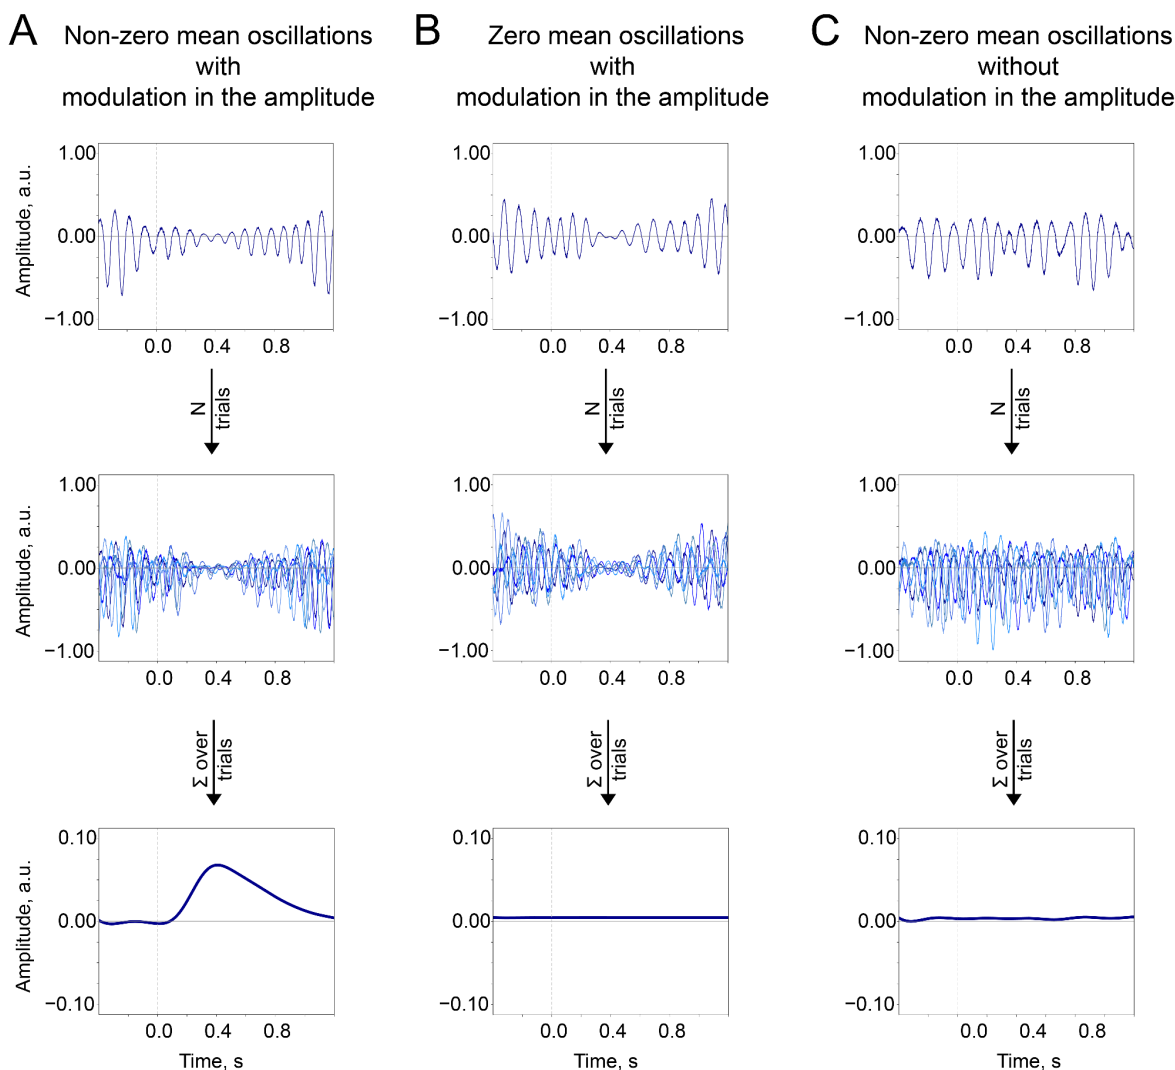 A
Non-zero mean oscillations
with
modulation in the amplitude
B
Zero mean oscillations
with
modulation in the amplitude
C
Non-zero mean oscillations
without
modulation in the amplitude
Amplitude, a.u.
1.00
0.00
−1.00
0.0 0.4 0.8
1.00
0.00
−1.00
0.0 0.4 0.8
1.00
0.00
−1.00
0.0 0.4 0.8
N
trials
N
trials
N
trials
Amplitude, a.u.
1.00
0.00
−1.00
0.0 0.4 0.8
1.00
0.00
−1.00
0.0 0.4 0.8
1.00
0.00
−1.00
0.0 0.4 0.8
Σ over
trials
Σ over
trials
Σ over
trials
Amplitude, a.u.
0.10
0.00
−0.10
0.0 0.4 0.8
Time, s
0.10
0.00
−0.10
0.0 0.4 0.8
Time, s
0.10
0.00
−0.10
0.0 0.4 0.8
Time, s